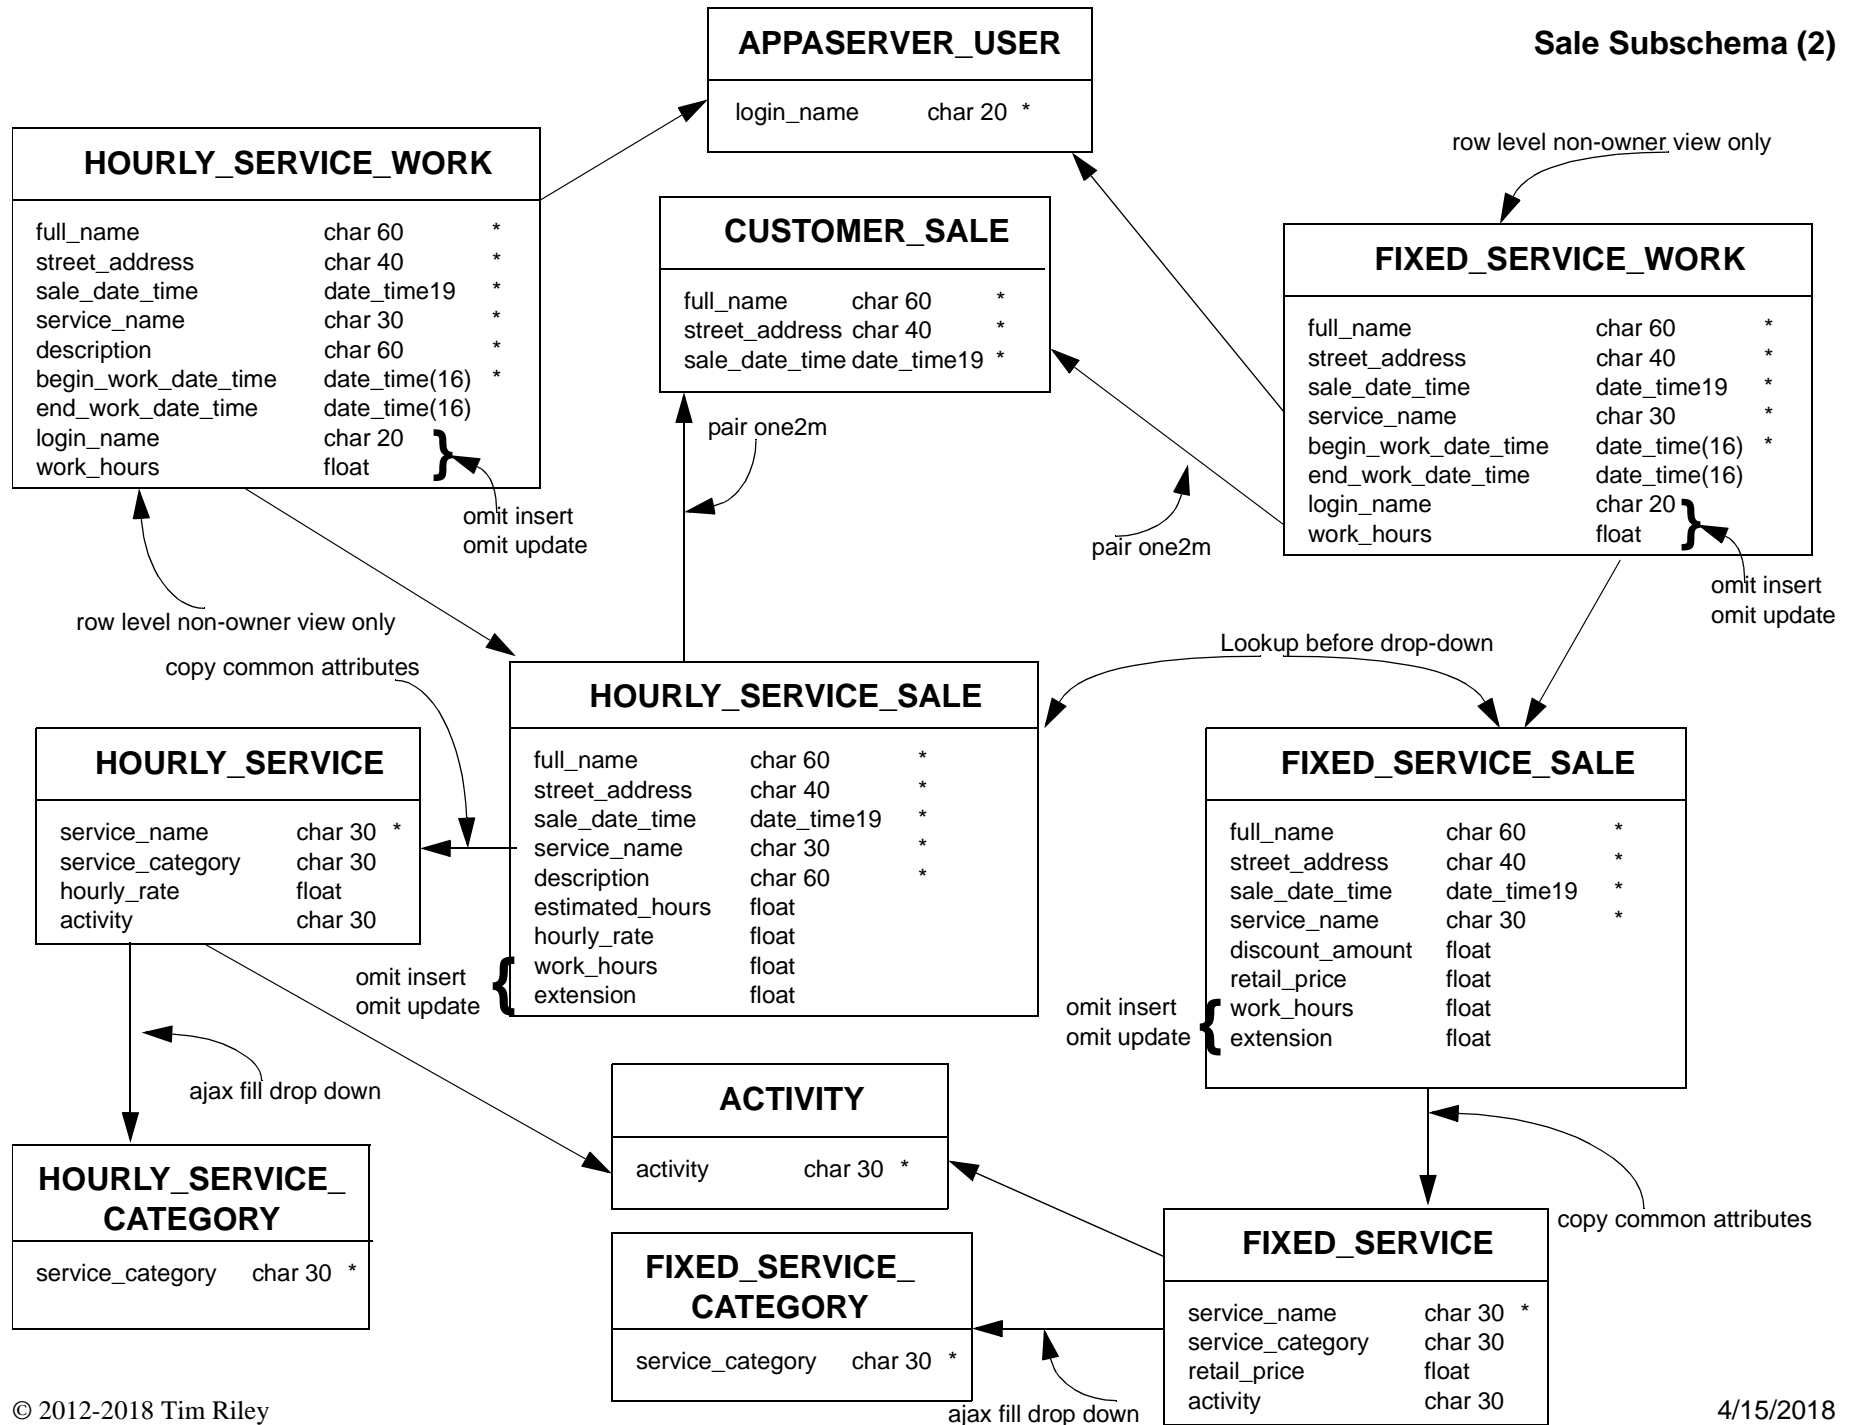 APPASERVER_USER
login_name char 20 *
Sale Subschema (2)
HOURLY_SERVICE_WORK
full_name char 60 *
street_address char 40 *
sale_date_time date_time19 *
service_name char 30 *
description char 60 *
begin_work_date_time date_time(16) *
end_work_date_time date_time(16)
login_name char 20
work_hours float
}
omit insert
omit update
row level non-owner view only
CUSTOMER_SALE
full_name char 60 *
street_address char 40 *
sale_date_time date_time19 *
pair one2m
row level non-owner view only
FIXED_SERVICE_WORK
full_name char 60 *
street_address char 40 *
sale_date_time date_time19 *
service_name char 30 *
begin_work_date_time date_time(16) *
end_work_date_time date_time(16)
login_name char 20
work_hours float
}
omit insert
omit update
pair one2m
Lookup before drop-down
copy common attributes
HOURLY_SERVICE_SALE
full_name char 60 *
street_address char 40 *
sale_date_time date_time19 *
service_name char 30 *
description char 60 *
estimated_hours float
hourly_rate float
work_hours float
extension float
omit insert
omit update
{
HOURLY_SERVICE
service_name char 30 *
service_category char 30
hourly_rate float
activity char 30
ajax fill drop down
HOURLY_SERVICE_
CATEGORY
service_category char 30 *
FIXED_SERVICE_SALE
full_name char 60 *
street_address char 40 *
sale_date_time date_time19 *
service_name char 30 *
discount_amount float
retail_price float
work_hours float
extension float
omit insert
omit update
{
ACTIVITY
activity char 30 *
copy common attributes
FIXED_SERVICE_
CATEGORY
service_category char 30 *
FIXED_SERVICE
service_name char 30 *
service_category char 30
retail_price float
activity char 30
ajax fill drop down
© 2012-2018 Tim Riley
4/15/2018